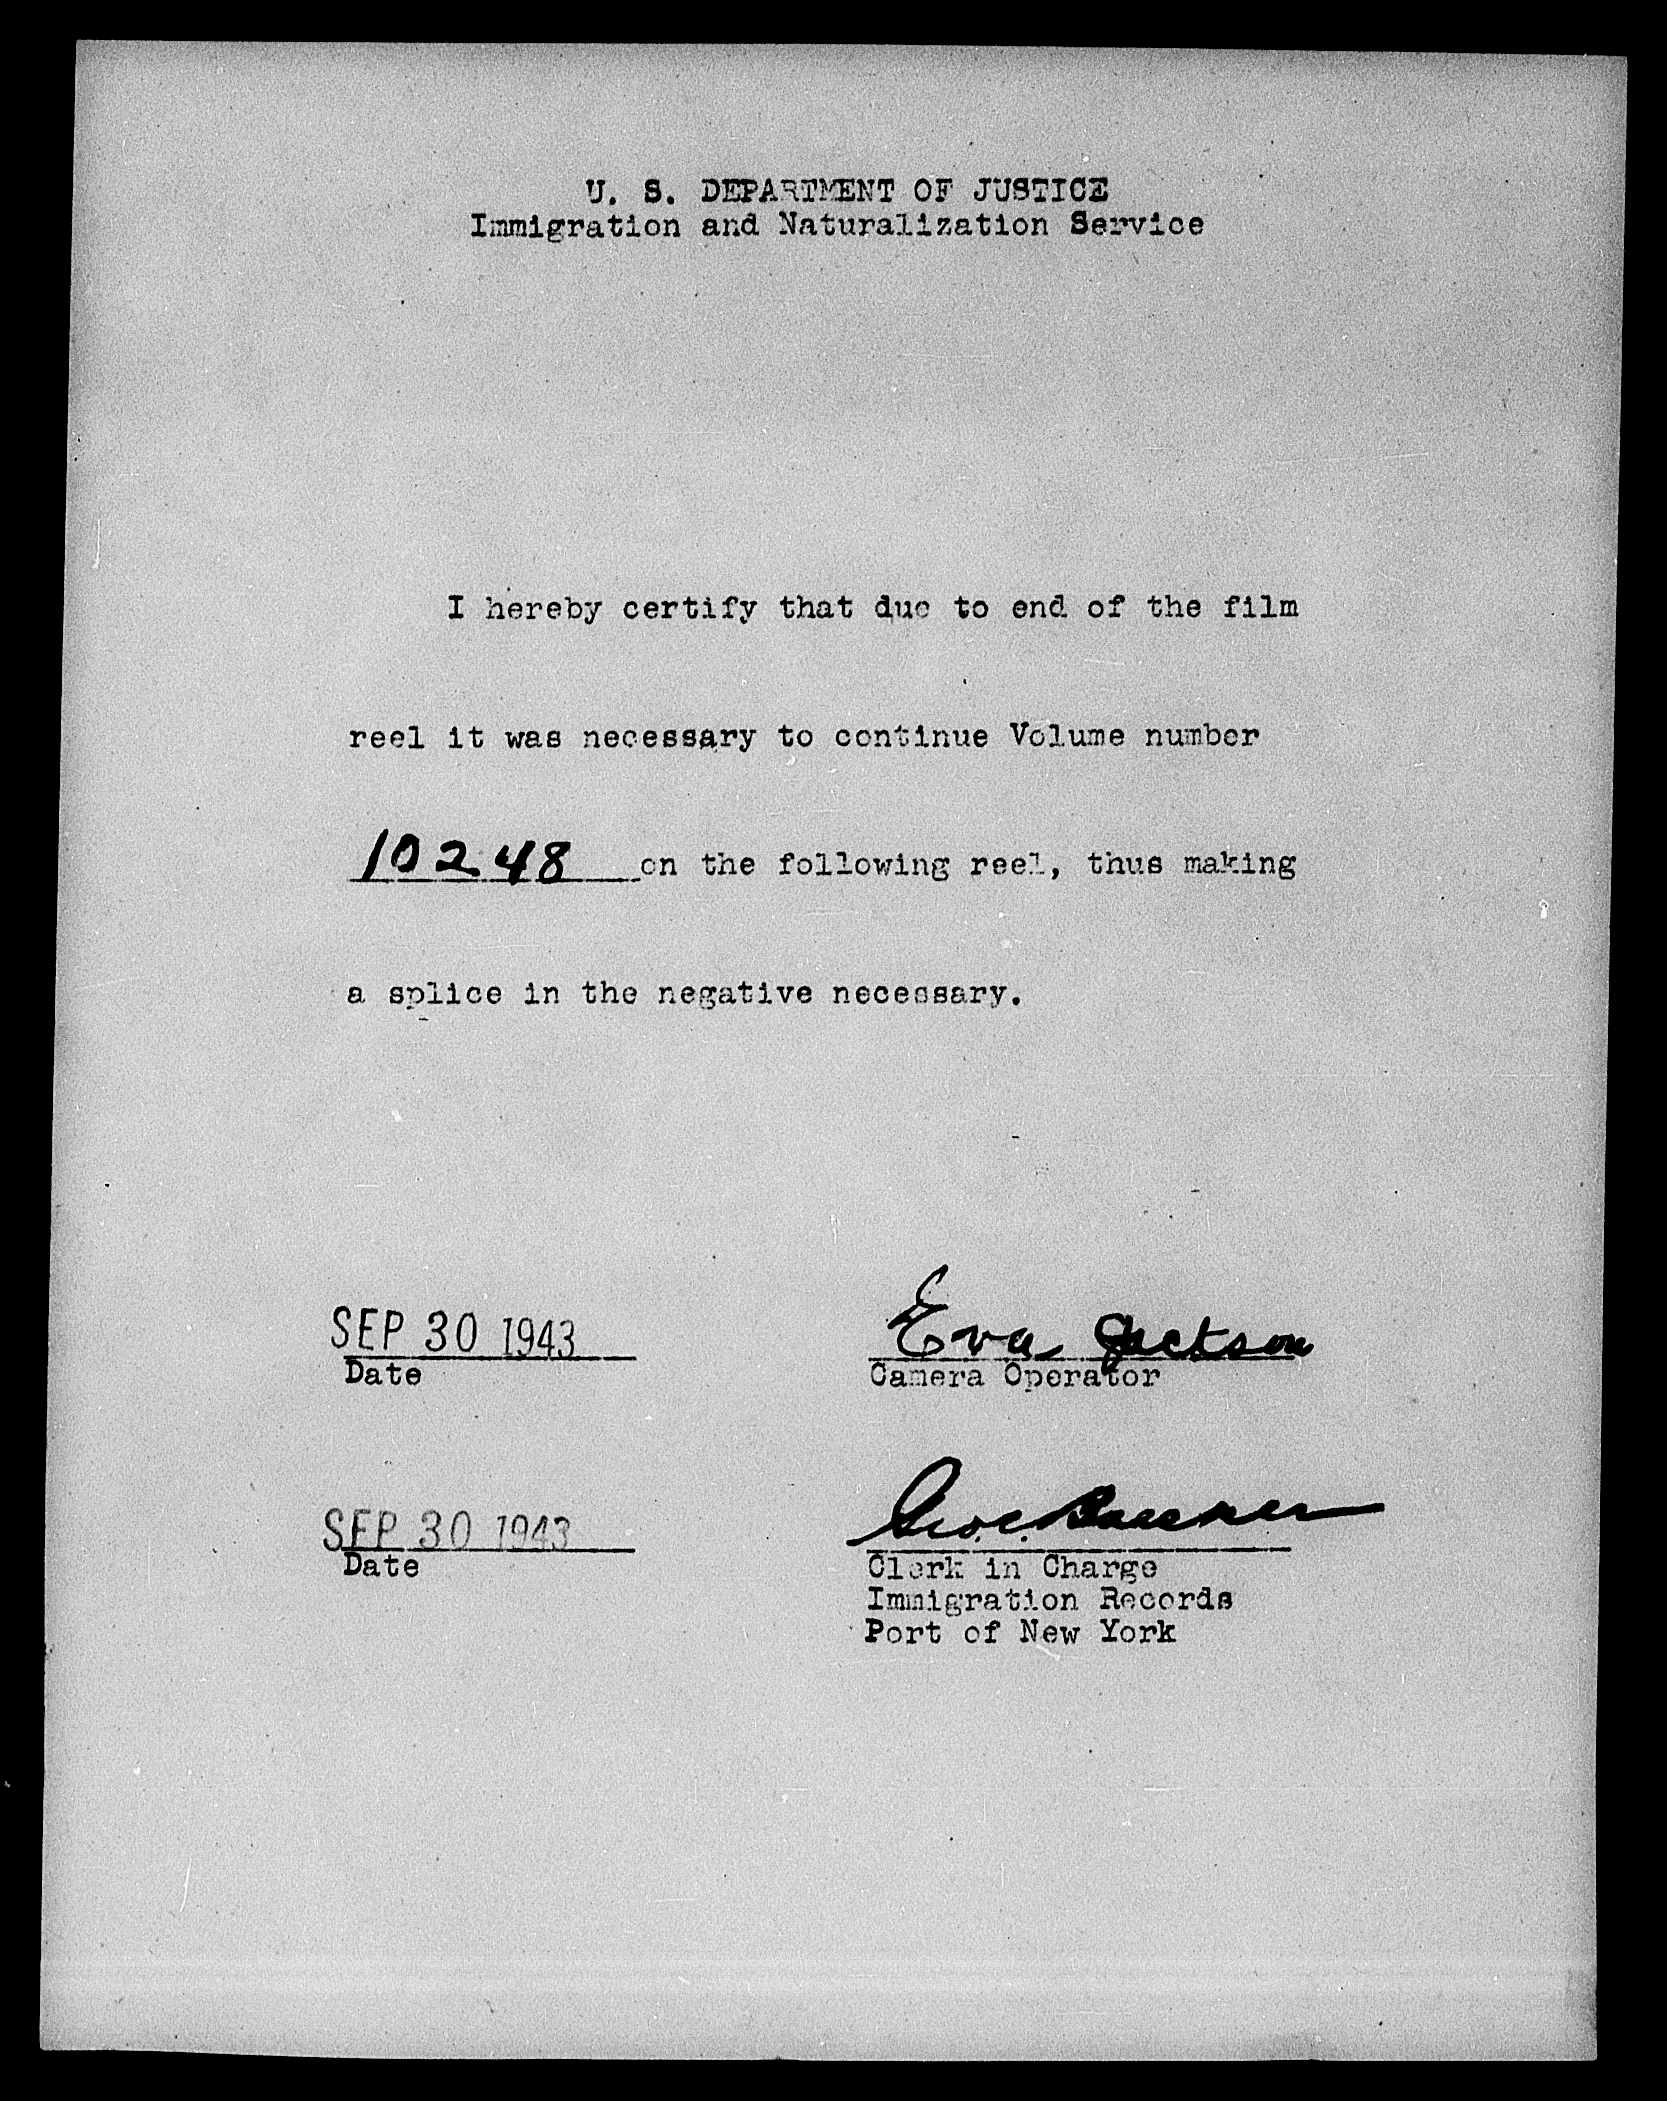 U. S. DEPARTMENT OF JUSTICE
Immigration and Naturalization Service
I hereby certify that due to end of the film
reel it was necessary to continue Volume number
10248 on the following reel, thus making
a splice in the negative necessary.
SEP 30 1943 Eva Jackson
Date Camera Operator
SEP 30 1943
Date Clerk in Charge
Immigration Records
Port of New York